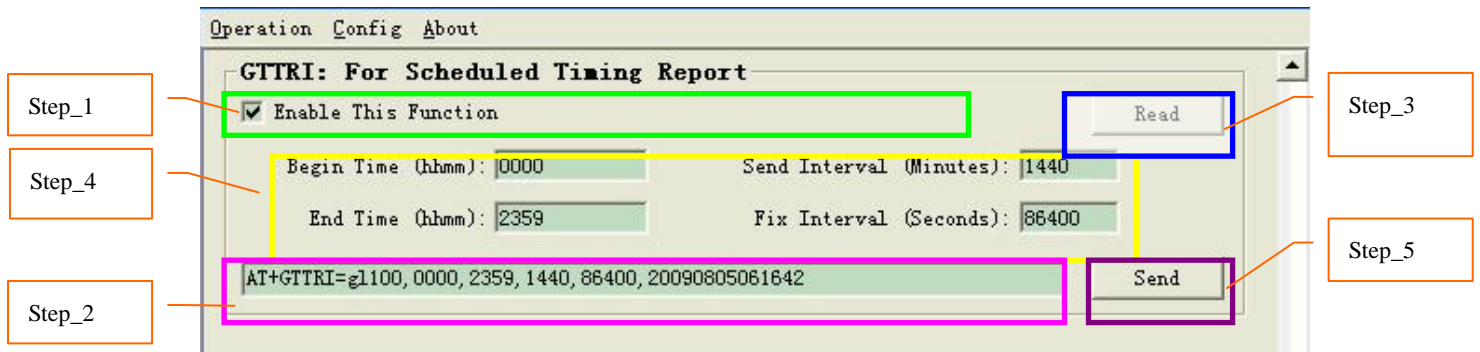 Operation Config About
GTTRI: For Scheduled Timing Report
Step_1
Enable This Function
Read
Step_3
Step_4
Begin Time (hhmm): 0000
Send Interval (Minutes): 1440
End Time (hhmm): 2359
Fix Interval (Seconds): 86400
Step_5
AT+GTTRI=gl100, 0000, 2359, 1440, 86400, 20090805061642
Send
Step_2